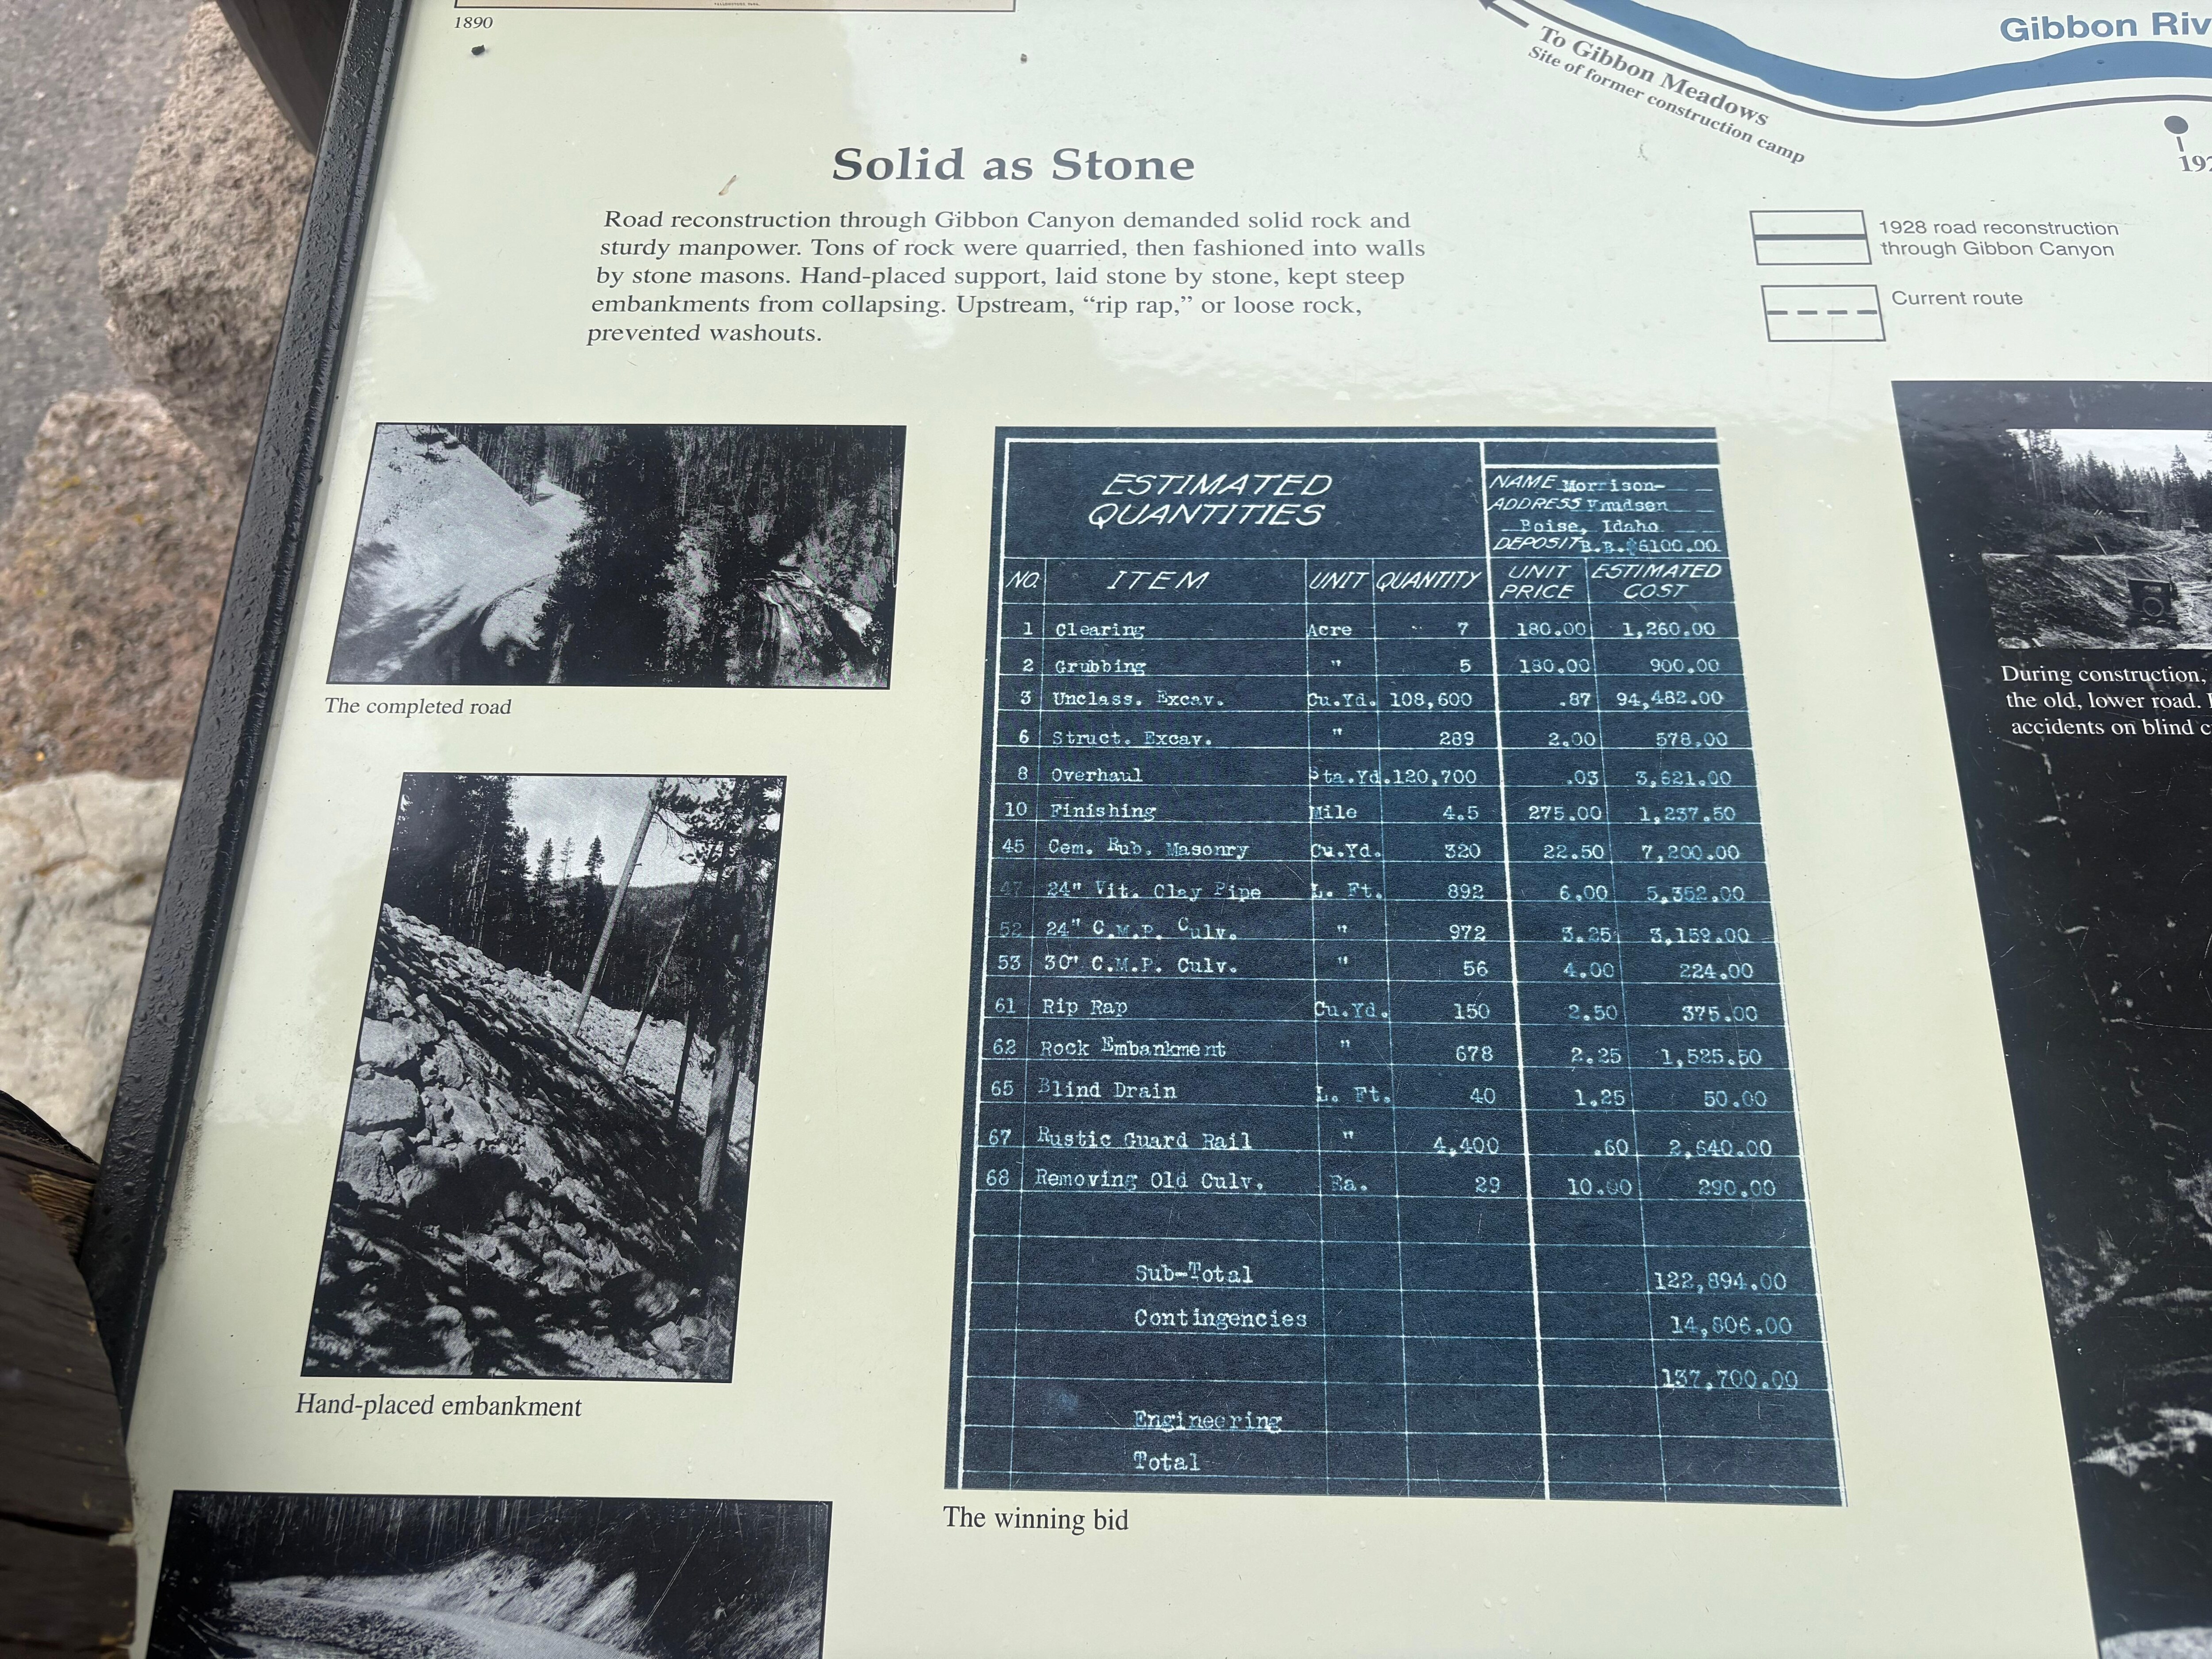 1890
To Gibbon Meadows
Site of former construction camp
Gibbon Riv
192
Solid as Stone
Road reconstruction through Gibbon Canyon demanded solid rock and
sturdy manpower. Tons of rock were quarried, then fashioned into walls
by stone masons. Hand-placed support, laid stone by stone, kept steep
embankments from collapsing. Upstream, “rip rap,” or loose rock,
prevented washouts.
1928 road reconstruction
through Gibbon Canyon
Current route
The completed road
Hand-placed embankment
ESTIMATED
QUANTITIES
NAME Morrison-
ADDRESS Knudsen
Boise, Idaho
DEPOSIT B.B. $6100.00
NO. ITEM UNIT QUANTITY UNIT PRICE ESTIMATED COST
1 Clearing Acre 7 180.00 1,260.00
2 Grubbing " 5 180.00 900.00
3 Unclass. Excav. Cu.Yd. 108,600 .87 94,482.00
6 Struct. Excav. " 289 2.00 578.00
8 Overhaul Sta.Yd. 120,700 .03 3,621.00
10 Finishing Mile 4.5 275.00 1,237.50
45 Cem. Rub. Masonry Cu.Yd. 320 22.50 7,200.00
47 24" Vit. Clay Pipe L. Ft. 892 6.00 5,352.00
52 24" C.M.P. Culv. " 972 3.25 3,159.00
53 30" C.M.P. Culv. " 56 4.00 224.00
61 Rip Rap Cu.Yd. 150 2.50 375.00
62 Rock Embankment " 678 2.25 1,525.50
65 Blind Drain L. Ft. 40 1.25 50.00
67 Rustic Guard Rail " 4,400 .60 2,640.00
68 Removing Old Culv. Ea. 29 10.00 290.00
Sub-Total 122,894.00
Contingencies 14,806.00
137,700.00
Engineering
Total
The winning bid
During construction,
the old, lower road.
accidents on blind c